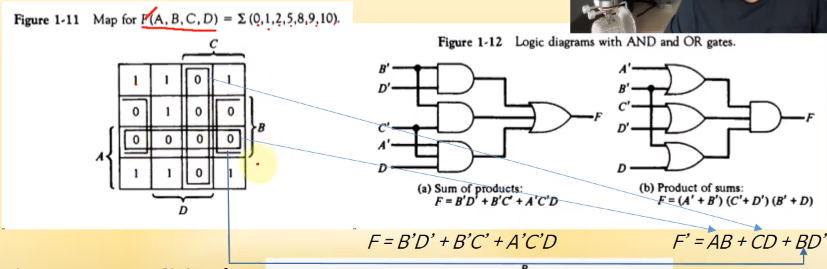 Figure 1-11 Map for F(A, B, C, D) = Σ (0,1,2,5,8,9,10).
C
1 1 0 1
0 1 0 0
B
0 0 0 0
A
1 1 0 1
D
Figure 1-12 Logic diagrams with AND and OR gates.
B'
D'
C'
A'
D
F
(a) Sum of products:
F = B'D' + B'C' + A'C'D
A'
B'
C'
D'
D
F
(b) Product of sums:
F = (A' + B') (C' + D') (B' + D)
F = B'D' + B'C' + A'C'D
F' = AB + CD + BD'